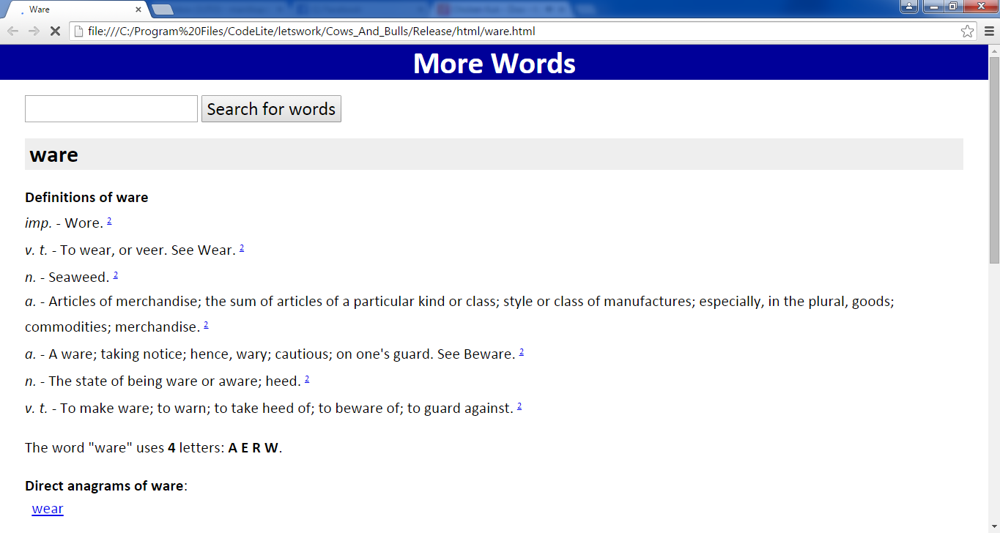 Ware
file:///C:/Program%20Files/CodeLite/letswork/Cows_And_Bulls/Release/html/ware.html
More Words
Search for words
ware
Definitions of ware
imp. - Wore. 2
v. t. - To wear, or veer. See Wear. 2
n. - Seaweed. 2
a. - Articles of merchandise; the sum of articles of a particular kind or class; style or class of manufactures; especially, in the plural, goods;
commodities; merchandise. 2
a. - A ware; taking notice; hence, wary; cautious; on one's guard. See Beware. 2
n. - The state of being ware or aware; heed. 2
v. t. - To make ware; to warn; to take heed of; to beware of; to guard against. 2
The word "ware" uses 4 letters: A E R W.
Direct anagrams of ware:
wear